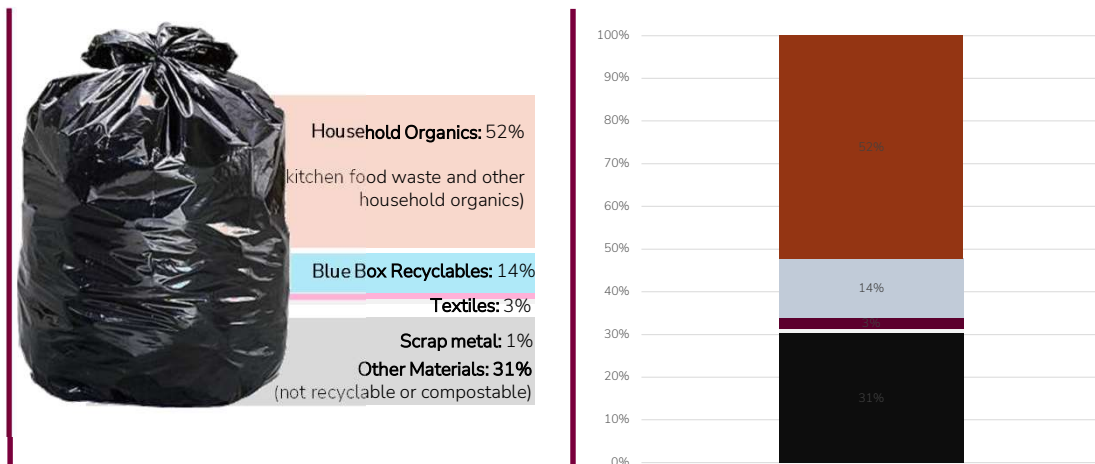 Household Organics: 52%
kitchen food waste and other
household organics)
Blue Box Recyclables: 14%
Textiles: 3%
Scrap metal: 1%
Other Materials: 31%
(not recyclable or compostable)
100%
90%
80%
70%
60%
50%
40%
30%
20%
10%
0%
52%
14%
3%
31%